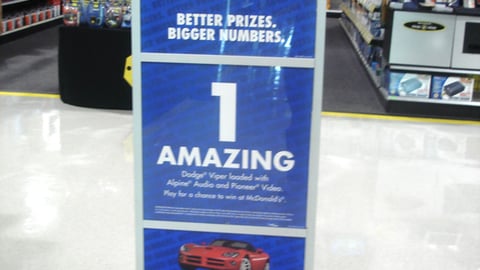 BETTER PRIZES.
BIGGER NUMBERS.
1
AMAZING
Dodge® Viper loaded with
Alpine® Audio and Pioneer® Video.
Play for a chance to win at McDonald's®.